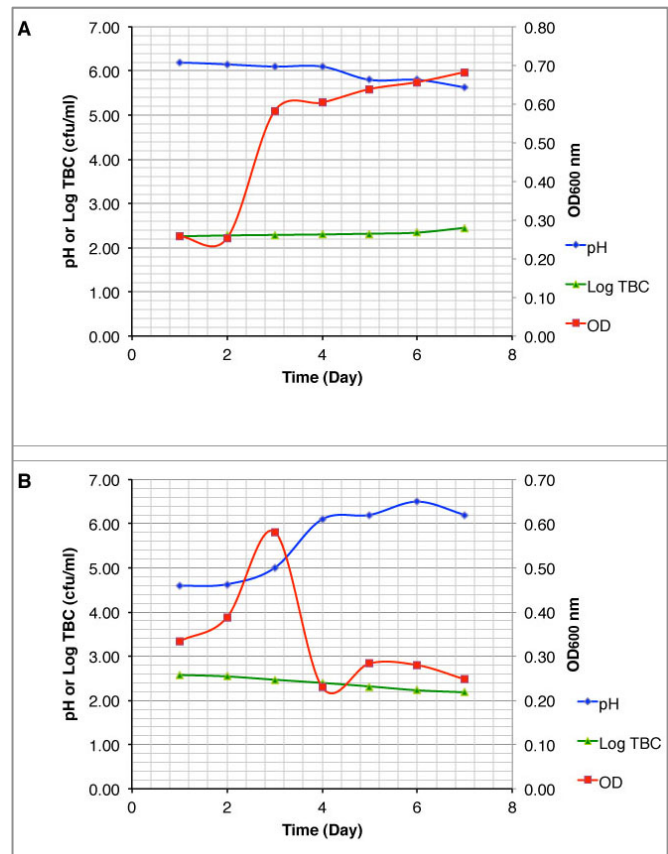 A
7.00
6.00
5.00
4.00
3.00
2.00
1.00
0.00
pH or Log TBC (cfu/ml)
0.80
0.70
0.60
0.50
0.40
0.30
0.20
0.10
0.00
OD600 nm
0 2 4 6 8
Time (Day)
pH
Log TBC
OD
B
7.00
6.00
5.00
4.00
3.00
2.00
1.00
0.00
pH or Log TBC (cfu/ml)
0.70
0.60
0.50
0.40
0.30
0.20
0.10
0.00
OD600 nm
0 2 4 6 8
Time (Day)
pH
Log TBC
OD